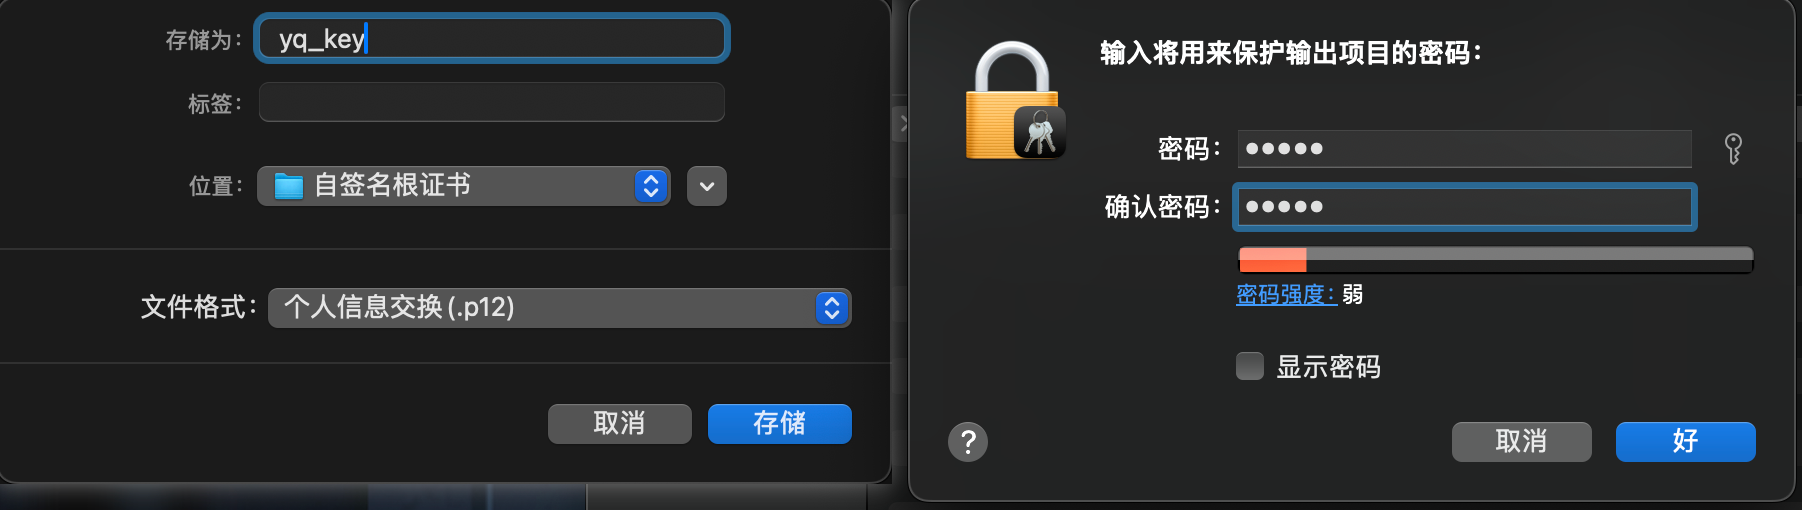 存储为：
yq_key
标签：
位置：
自签名根证书
文件格式：
个人信息交换 (.p12)
取消
存储
输入将用来保护输出项目的密码：
密码：
●●●●●
确认密码：
●●●●●
密码强度：弱
显示密码
?
取消
好